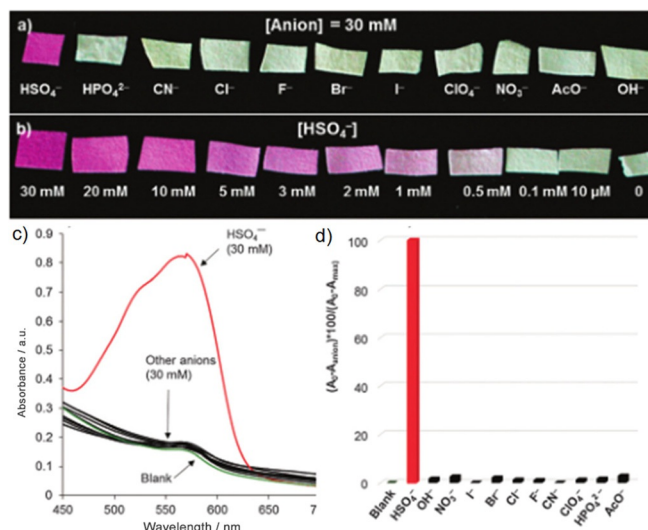 a) [Anion] = 30 mM
HSO₄⁻ HPO₄²⁻ CN⁻ Cl⁻ F⁻ Br⁻ I⁻ ClO₄⁻ NO₃⁻ AcO⁻ OH⁻
b) [HSO₄⁻]
30 mM 20 mM 10 mM 5 mM 3 mM 2 mM 1 mM 0.5 mM 0.1 mM 10 µM 0
c)
0.9
0.8
0.7
0.6
0.5
0.4
0.3
0.2
0.1
0
Absorbance / a.u.
HSO₄⁻
(30 mM)
Other anions
(30 mM)
Blank
450 500 550 600 650
Wavelength / nm
d)
(A₀-Aanion)*100/(A₀-Amax)
100
80
60
40
20
0
Blank HSO₄⁻ OH⁻ NO₃⁻ I⁻ Br⁻ Cl⁻ F⁻ CN⁻ ClO₄⁻ HPO₄²⁻ AcO⁻